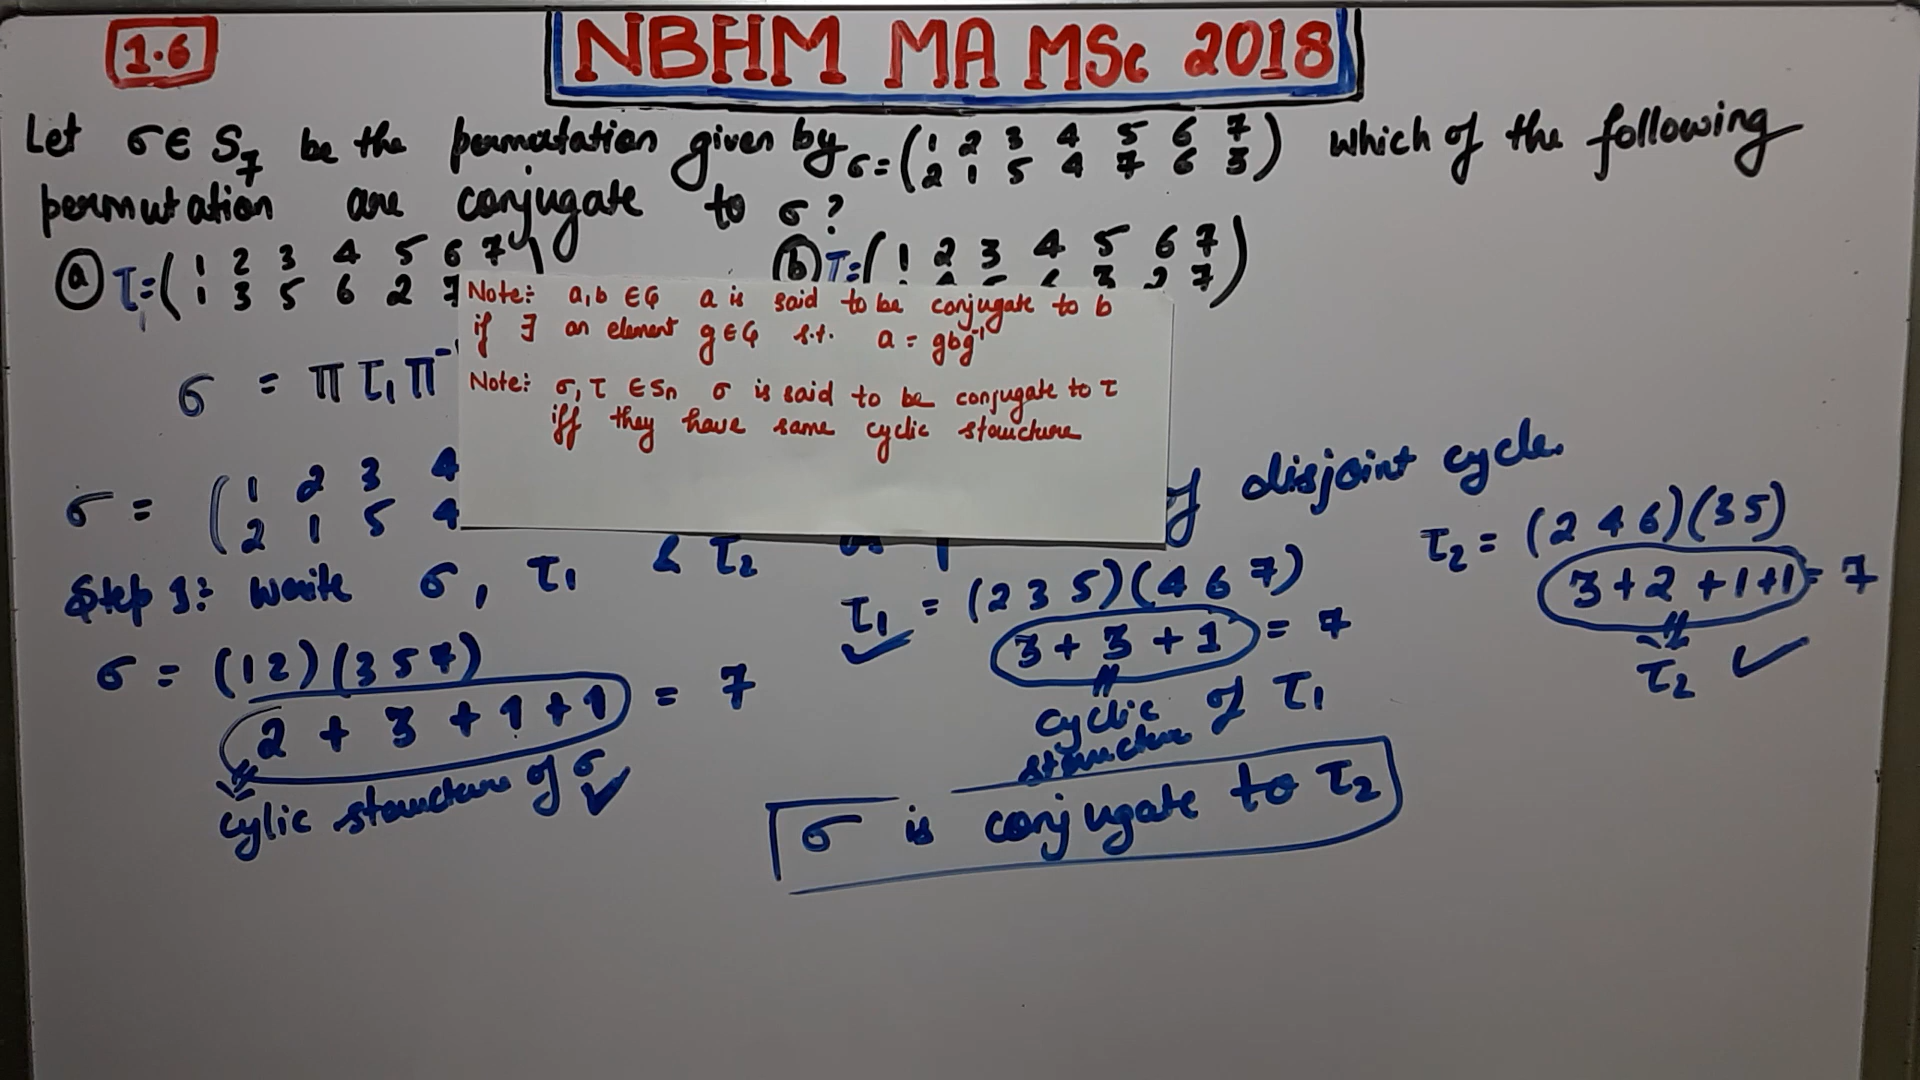 1.6
NBHM MA MSc 2018
Let σ ∈ S₇ be the permutation given by σ = (1 2 3 4 5 6 7 Which of the following
2 1 5 4 7 6 3)
permutation are conjugate to σ?
ⓐ τ = (1 2 3 4 5 6 7
1 3 5 6 2 7
ⓑ τ = (1 2 3 4 5 6 7)
3 2 7
Note: a, b ∈ G a is said to be conjugate to b
if ∃ an element g ∈ G s.t. a = gbg⁻¹
Note: σ, τ ∈ Sn σ is said to be conjugate to τ
iff they have same cyclic structure
σ = π τ₁ π⁻¹
σ = (1 2 3 4
2 1 5 4
of disjoint cycle.
Step 1: Write σ, τ₁ & τ₂ as
σ = (1 2)(3 5 7)
2 + 3 + 1 + 1 = 7
cylic structure of σ ✓
τ₁ = (2 3 5)(4 6 7)
✓
3 + 3 + 1 = 7
cyclic structure of τ₁
τ₂ = (2 4 6)(3 5)
3 + 2 + 1 + 1 = 7
τ₂ ✓
σ is conjugate to τ₂